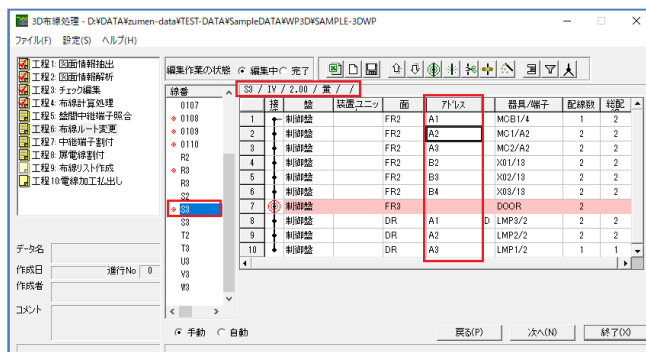 3D布線処理 - D:¥DATA¥zumen-data¥TEST-DATA¥SampleDATA¥WP3D¥SAMPLE-3DWP
ファイル(F) 設定(S) ヘルプ(H)
工程1: 図面情報抽出
工程2: 図面情報解析
工程3: チェック編集
工程4: 布線計算処理
工程5: 盤間中継端子照合
工程6: 布線ルート変更
工程7: 中継端子割付
工程8: 扉電線割付
工程9: 布線リスト作成
工程10:電線加工払出し
データ名
作成日 進行No 0
作成者
コメント
編集作業の状態 編集中 完了
線番
0107
0108
0109
0110
R2
R3
R3
S2
S3
S3
T2
T3
U3
V3
W3
S3 / IV / 2.00 / 黄 / /
接 盤 装置ユニッ 面 アドレス 器具/端子 配線数 総配
1 制御盤 FR2 A1 MCB1/4 1 2
2 制御盤 FR2 A2 MC1/A2 2 2
3 制御盤 FR2 A3 MC2/A2 2 2
4 制御盤 FR2 B2 X01/13 2 2
5 制御盤 FR2 B3 X02/13 2 2
6 制御盤 FR2 B4 X03/13 2 2
7 制御盤 FR3 DOOR 2
8 制御盤 DR A1 D LMP3/2 2 2
9 制御盤 DR A2 LMP2/2 2 2
10 制御盤 DR A3 LMP1/2 1 1
手動 自動
戻る(P) 次へ(N) 終了(X)